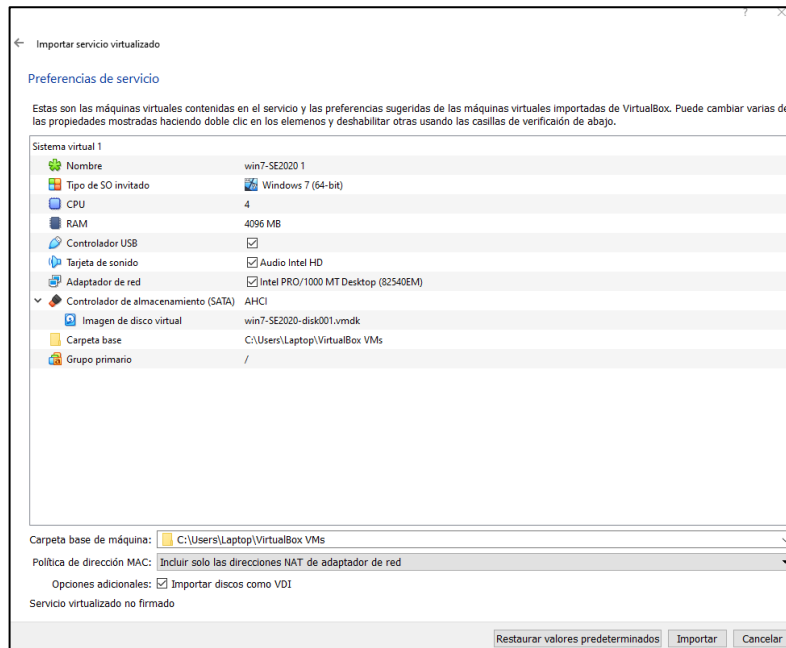 ?
Importar servicio virtualizado
Preferencias de servicio
Estas son las máquinas virtuales contenidas en el servicio y las preferencias sugeridas de las máquinas virtuales importadas de VirtualBox. Puede cambiar varias de
las propiedades mostradas haciendo doble clic en los elemenos y deshabilitar otras usando las casillas de verificaión de abajo.
Sistema virtual 1
Nombre win7-SE2020 1
Tipo de SO invitado Windows 7 (64-bit)
CPU 4
RAM 4096 MB
Controlador USB
Tarjeta de sonido Audio Intel HD
Adaptador de red Intel PRO/1000 MT Desktop (82540EM)
Controlador de almacenamiento (SATA) AHCI
Imagen de disco virtual win7-SE2020-disk001.vmdk
Carpeta base C:\Users\Laptop\VirtualBox VMs
Grupo primario /
Carpeta base de máquina: C:\Users\Laptop\VirtualBox VMs
Política de dirección MAC: Incluir solo las direcciones NAT de adaptador de red
Opciones adicionales: Importar discos como VDI
Servicio virtualizado no firmado
Restaurar valores predeterminados Importar Cancelar